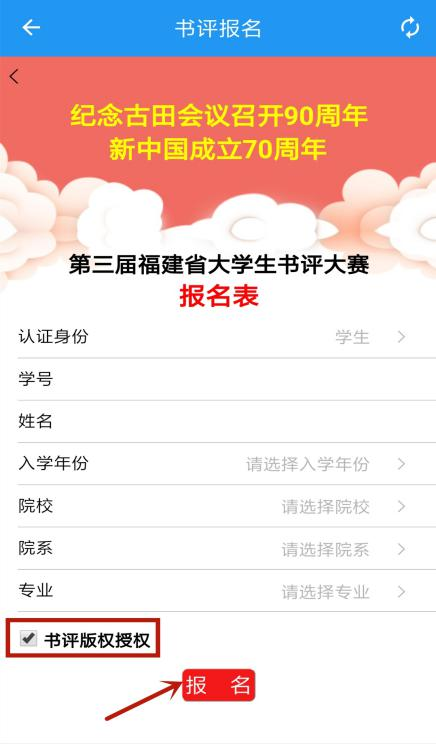 书评报名
纪念古田会议召开90周年
新中国成立70周年
第三届福建省大学生书评大赛
报名表
认证身份 学生
学号
姓名
入学年份 请选择入学年份
院校 请选择院校
院系 请选择院系
专业 请选择专业
书评版权授权
报 名